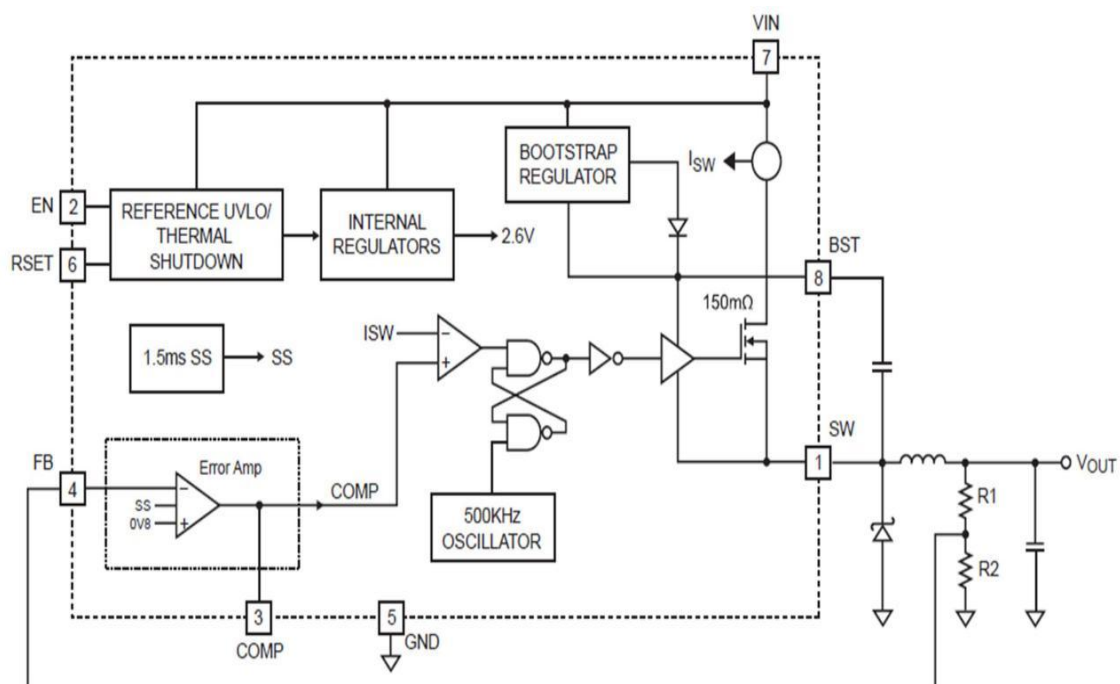 VIN
7
BOOTSTRAP
REGULATOR
I_SW
EN
2
REFERENCE UVLO/
THERMAL
SHUTDOWN
INTERNAL
REGULATORS
2.6V
RSET
6
BST
8
150mΩ
1.5ms SS
SS
ISW
−
+
SW
1
V_OUT
FB
4
Error Amp
−
SS
0V8
+
COMP
500KHz
OSCILLATOR
R1
R2
3
COMP
5
GND